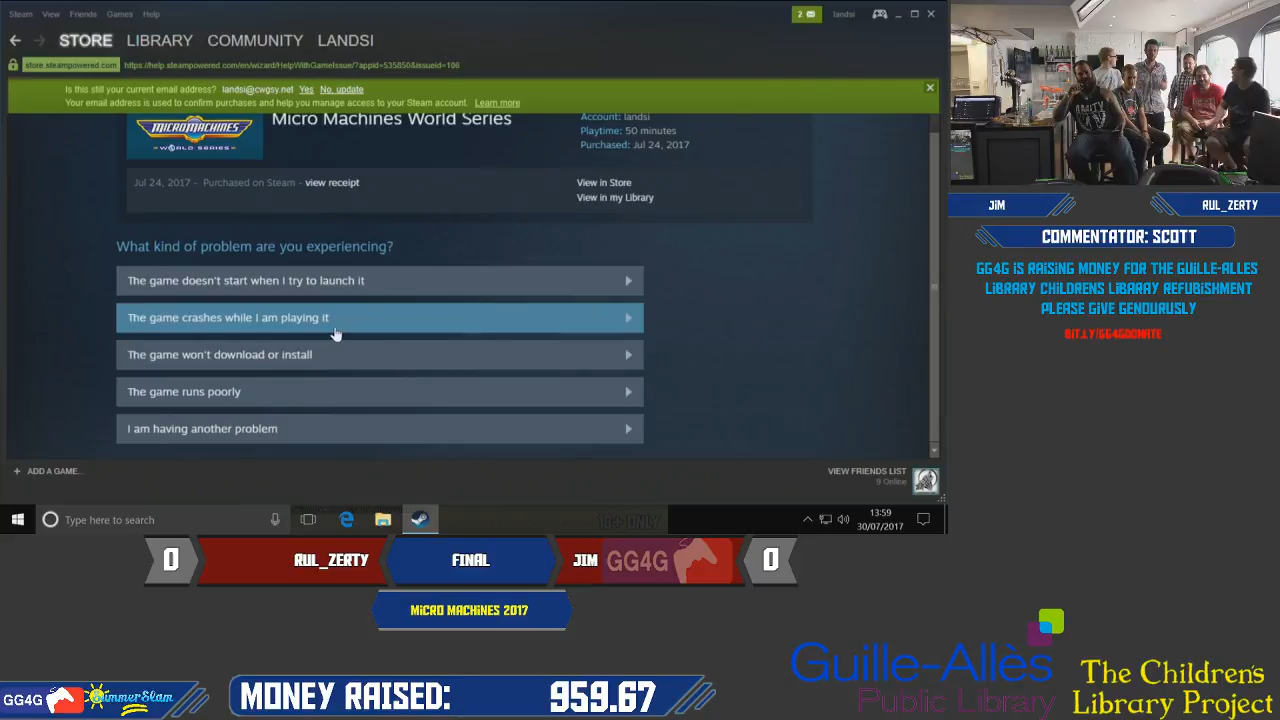 Steam View Friends Games Help
2
landsi
STORE LIBRARY COMMUNITY LANDSI
store.steampowered.com https://help.steampowered.com/en/wizard/HelpWithGameIssue/?appid=535850&issueid=106
Is this still your current email address? landsi@cwgsy.net Yes No, update
Your email address is used to confirm purchases and help you manage access to your Steam account. Learn more
MICROMACHINES
WORLD SERIES
Micro Machines World Series
Account: landsi
Playtime: 50 minutes
Purchased: Jul 24, 2017
Jul 24, 2017 - Purchased on Steam - view receipt
View in Store
View in my Library
What kind of problem are you experiencing?
The game doesn't start when I try to launch it
The game crashes while I am playing it
The game won't download or install
The game runs poorly
I am having another problem
+ ADD A GAME...
VIEW FRIENDS LIST
9 Online
Type here to search
16+ ONLY
13:59
30/07/2017
JIM
RUL_ZERTY
COMMENTATOR: SCOTT
GG4G IS RAISING MONEY FOR THE GUILLE-ALLES
LIBRARY CHILDRENS LIBARAY REFUBISHMENT
PLEASE GIVE GENDUROUSLY
BIT.LY/GG4GDONATE
0 RUL_ZERTY FINAL JIM GG4G 0
MICRO MACHINES 2017
GG4G SummerSlam
MONEY RAISED: 959.67
Guille-Allès
Public Library
The Children's
Library Project